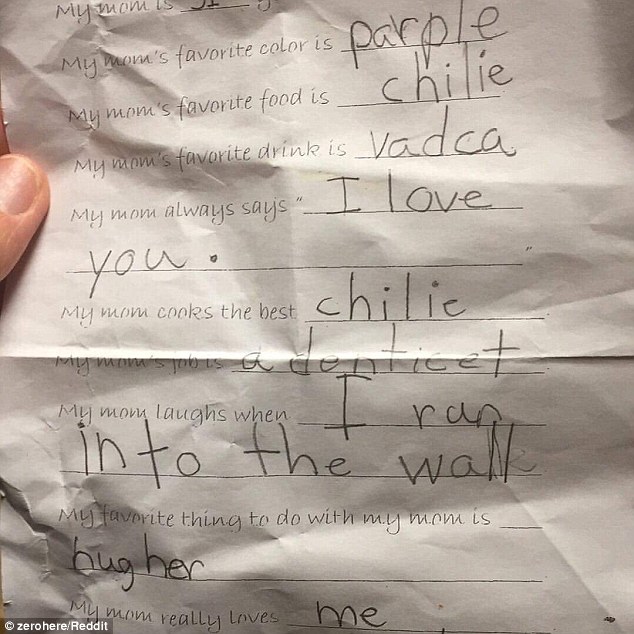 My mom is 31 y
My mom's favorite color is parple
My mom's favorite food is chilie
My mom's favorite drink is vadca
My mom always says " I love
you. "
My mom cooks the best chilie.
My mom's job is a denticet.
My mom laughs when I ran
into the walk
My favorite thing to do with my mom is
hug her
My mom really loves me.
© zerohere/Reddit